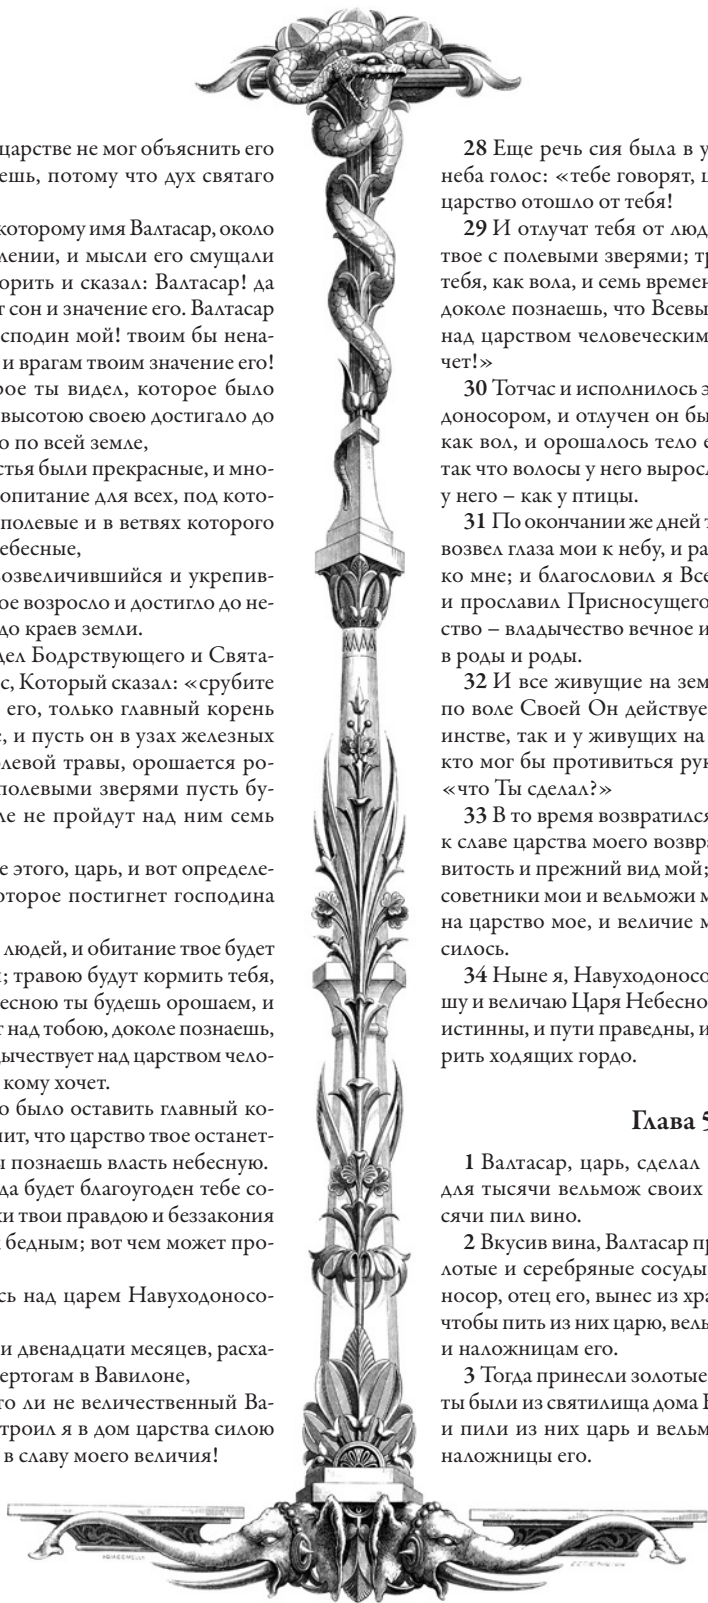 царстве не мог объяснить его
ешь, потому что дух святаго
которому имя Валтасар, около
лении, и мысли его смущали
орить и сказал: Валтасар! да
т сон и значение его. Валтасар
сподин мой! твоим бы нена-
и врагам твоим значение его!
рое ты видел, которое было
высотою своею достигало до
о по всей земле,
стья были прекрасные, и мно-
опитание для всех, под кото-
полевые и в ветвях которого
ебесные,
озвеличившийся и укрепив-
ое возросло и достигло до не-
до краев земли.
дел Бодрствующего и Свята-
с, Который сказал: «срубите
его, только главный корень
е, и пусть он в узах железных
левой травы, орошается ро-
полевыми зверями пусть бу-
ле не пройдут над ним семь
е этого, царь, и вот определе-
оторое постигнет господина
людей, и обитание твое будет
и; травою будут кормить тебя,
есною ты будешь орошаем, и
т над тобою, доколе познаешь,
дычествует над царством чело-
кому хочет.
о было оставить главный ко-
чит, что царство твое останет-
ы познаешь власть небесную.
да будет благоугоден тебе со-
хи твои правдою и беззакония
к бедным; вот чем может про-
сь над царем Навуходоносо-
и двенадцати месяцев, расха-
ертогам в Вавилоне,
то ли не величественный Ва-
троил я в дом царства силою
в славу моего величия!
28 Еще речь сия была в у
неба голос: «тебе говорят, ц
царство отошло от тебя!
29 И отлучат тебя от люд
твое с полевыми зверями; тр
тебя, как вола, и семь времен
доколе познаешь, что Всевы
над царством человеческим
чет!»
30 Тотчас и исполнилось э
доносором, и отлучен он бы
как вол, и орошалось тело е
так что волосы у него выросл
у него – как у птицы.
31 По окончании же дней т
возвел глаза мои к небу, и ра
ко мне; и благословил я Все
и прославил Присносущего
ство – владычество вечное и
в роды и роды.
32 И все живущие на зем
по воле Своей Он действуе
инстве, так и у живущих на
кто мог бы противиться рук
«что Ты сделал?»
33 В то время возвратился
к славе царства моего возвра
витость и прежний вид мой;
советники мои и вельможи м
на царство мое, и величие м
силось.
34 Ныне я, Навуходоносо
шу и величаю Царя Небесно
истинны, и пути праведны, и
рить ходящих гордо.
Глава 5
1 Валтасар, царь, сделал
для тысячи вельмож своих
сячи пил вино.
2 Вкусив вина, Валтасар пр
лотые и серебряные сосуды
носор, отец его, вынес из хра
чтобы пить из них царю, вель
и наложницам его.
3 Тогда принесли золотые
ты были из святилища дома Б
и пили из них царь и вельм
наложницы его.